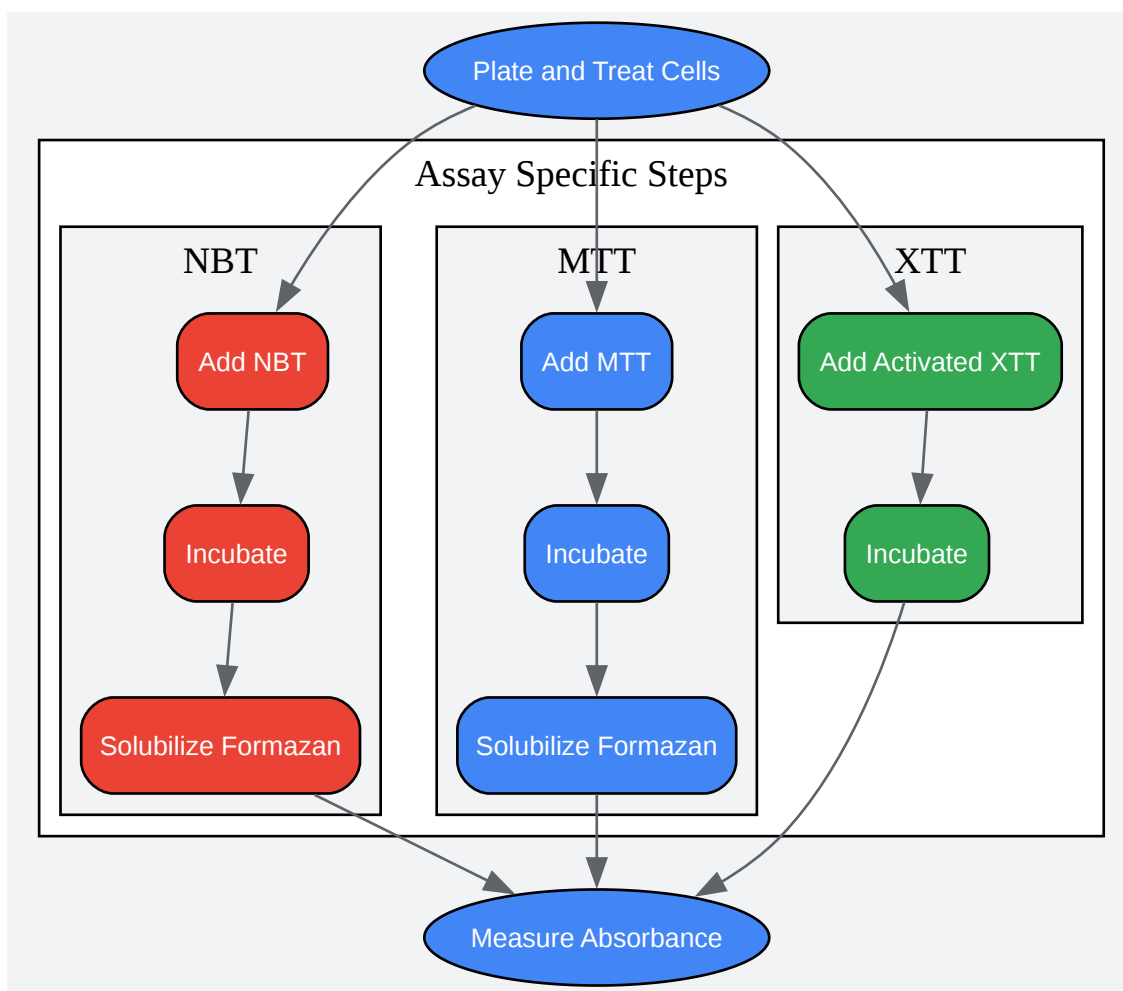 Plate and Treat Cells
Assay Specific Steps
NBT
MTT
XTT
Add NBT
Add MTT
Add Activated XTT
Incubate
Incubate
Incubate
Solubilize Formazan
Solubilize Formazan
Measure Absorbance